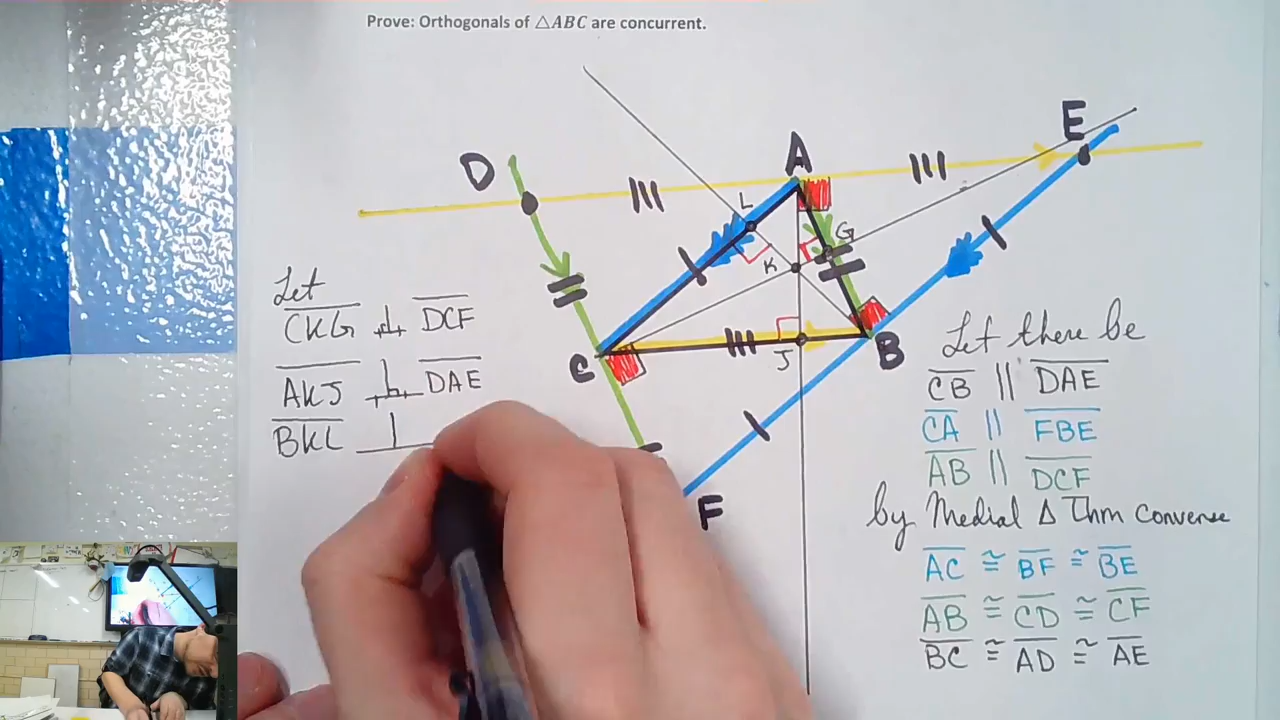 Prove: Orthogonals of △ABC are concurrent.
D
A
E
L
G
K
C
J
B
F
Let
CKG ⊥ DCF
AKJ ⊥ DAE
BKL ⊥
Let there be
CB || DAE
CA || FBE
AB || DCF
by Medial Δ Thm converse
AC ≅ BF ≅ BE
AB ≅ CD ≅ CF
BC ≅ AD ≅ AE